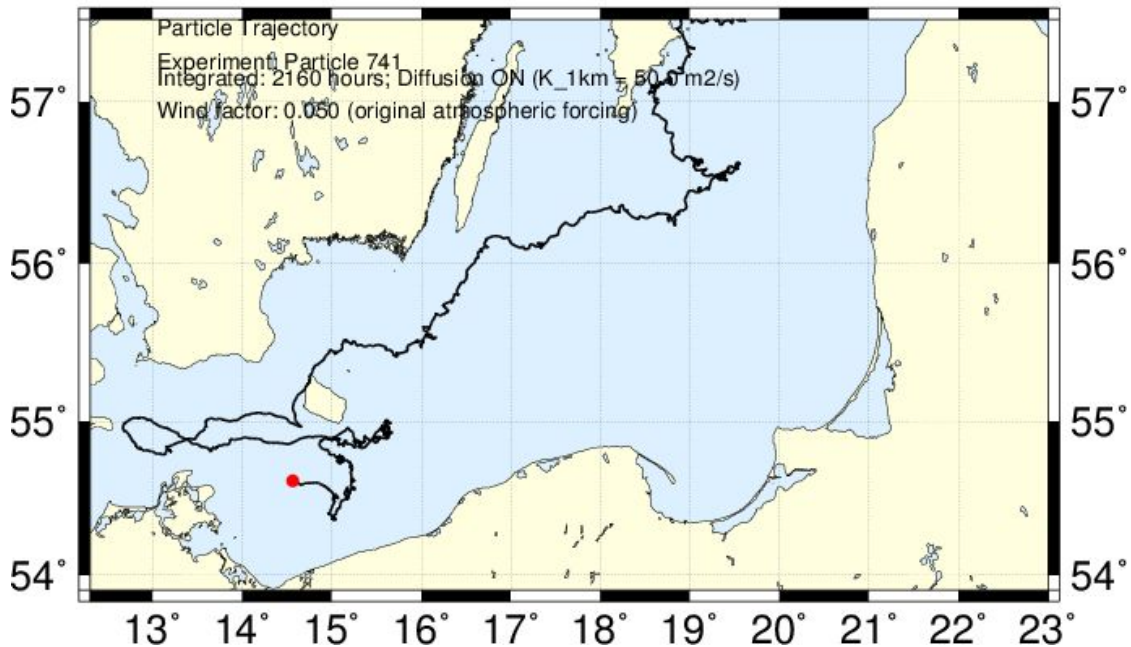 Particle Trajectory
Experiment: Particle 741
Integrated: 2160 hours; Diffusion ON (K_1km = 50.0 m2/s)
Wind factor: 0.050 (original atmospheric forcing)
57° 57°
56° 56°
55° 55°
54° 54°
13° 14° 15° 16° 17° 18° 19° 20° 21° 22° 23°